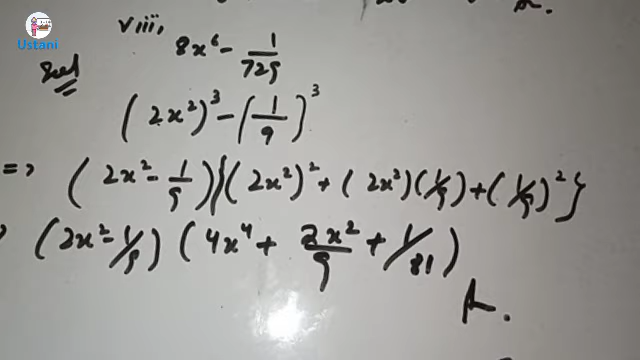 Ustani
viii,
8x⁶ - 1/729
Sol
(2x²)³ - (1/9)³
=> (2x² - 1/9){(2x²)² + (2x²)(1/9) + (1/9)²}
(2x² - 1/9)(4x⁴ + 2x²/9 + 1/81)